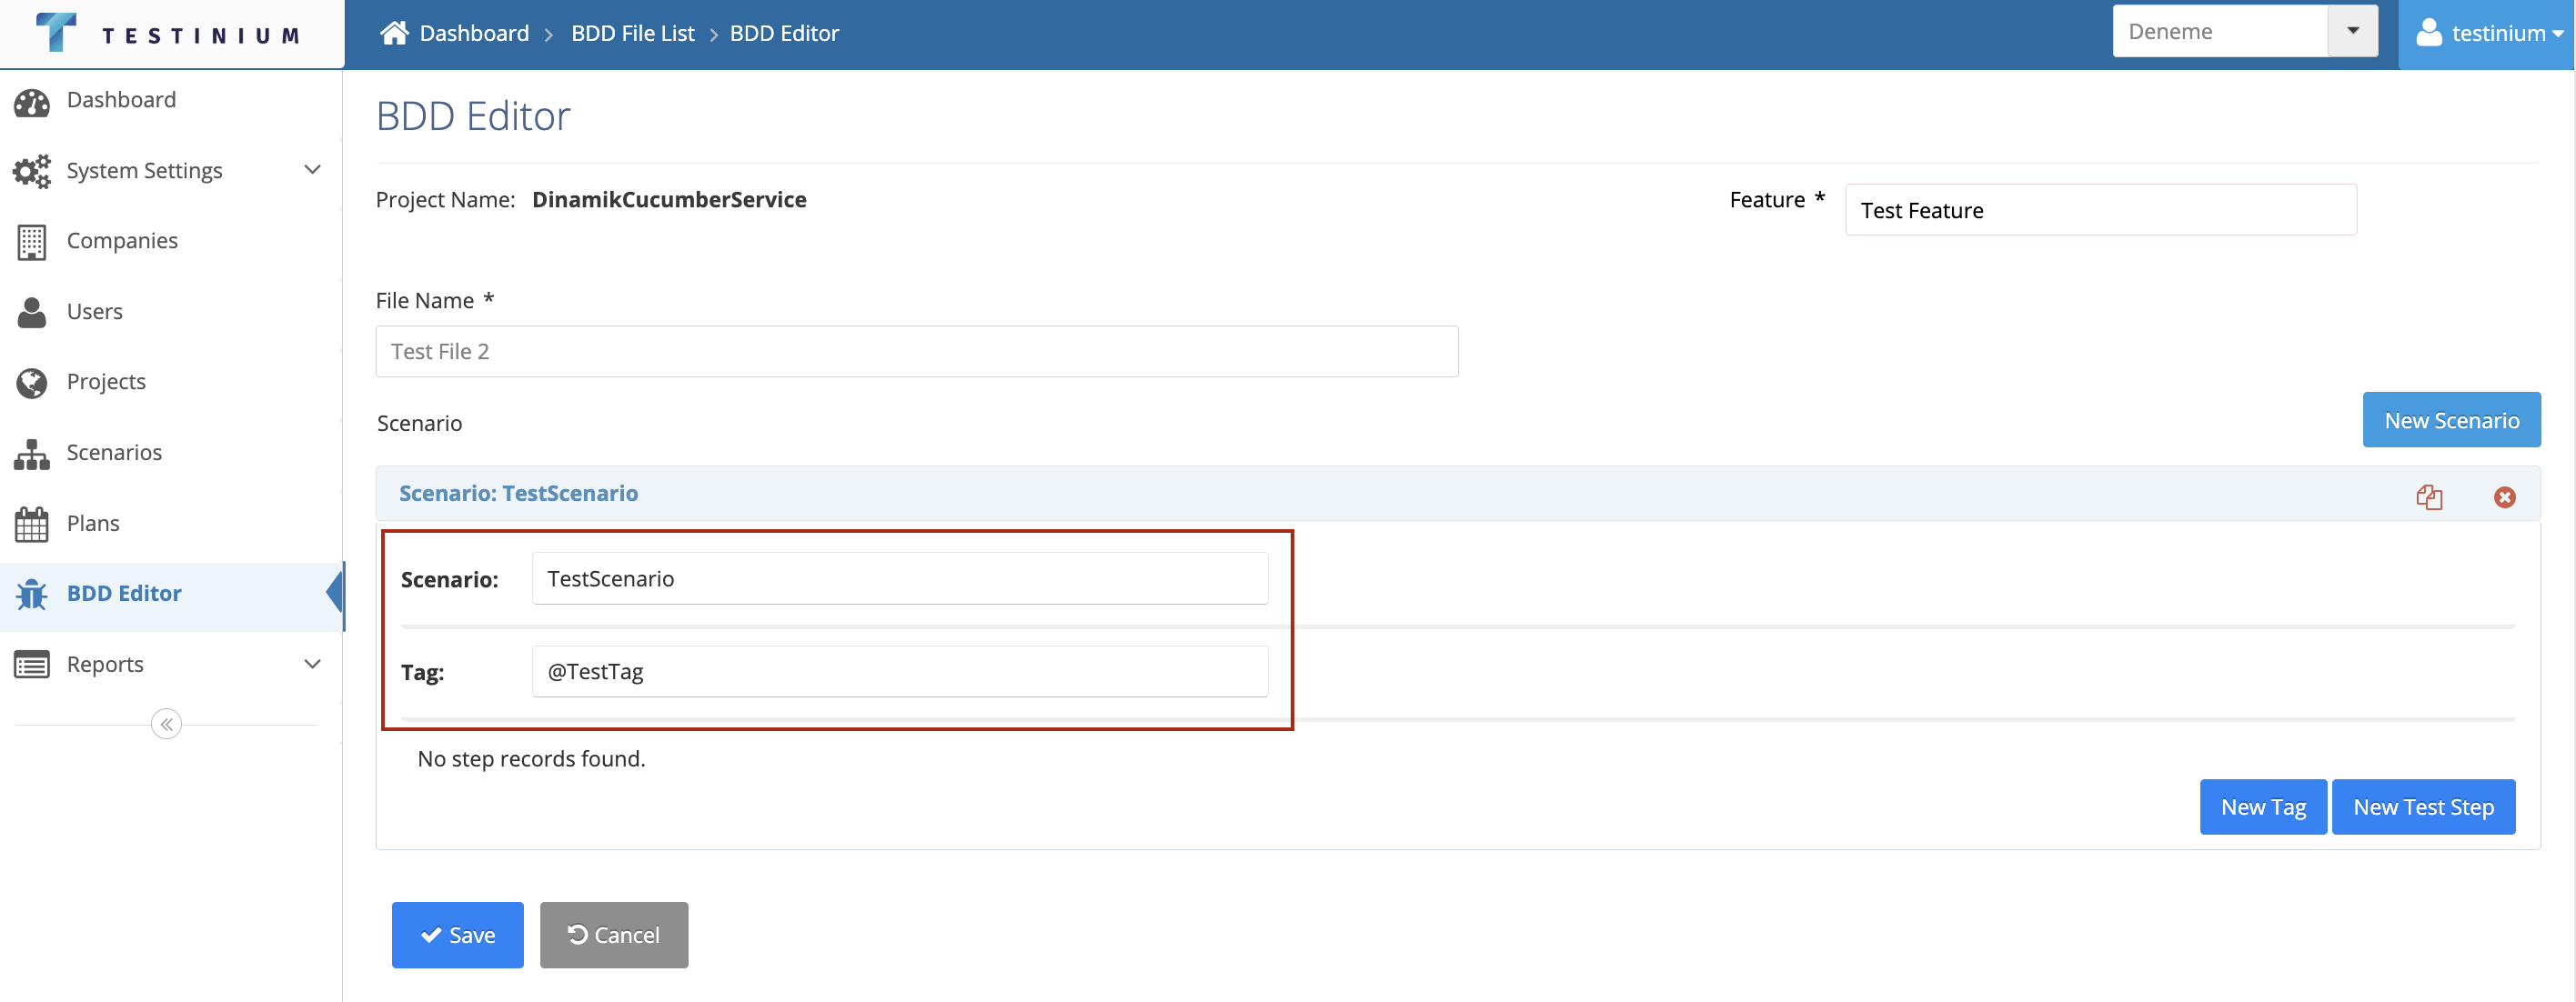 TESTINIUM
Dashboard > BDD File List > BDD Editor
Deneme
testinium
Dashboard
System Settings
Companies
Users
Projects
Scenarios
Plans
BDD Editor
Reports
BDD Editor
Project Name: DinamikCucumberService
Feature *
Test Feature
File Name *
Test File 2
Scenario
New Scenario
Scenario: TestScenario
Scenario: TestScenario
Tag: @TestTag
No step records found.
New Tag
New Test Step
Save
Cancel